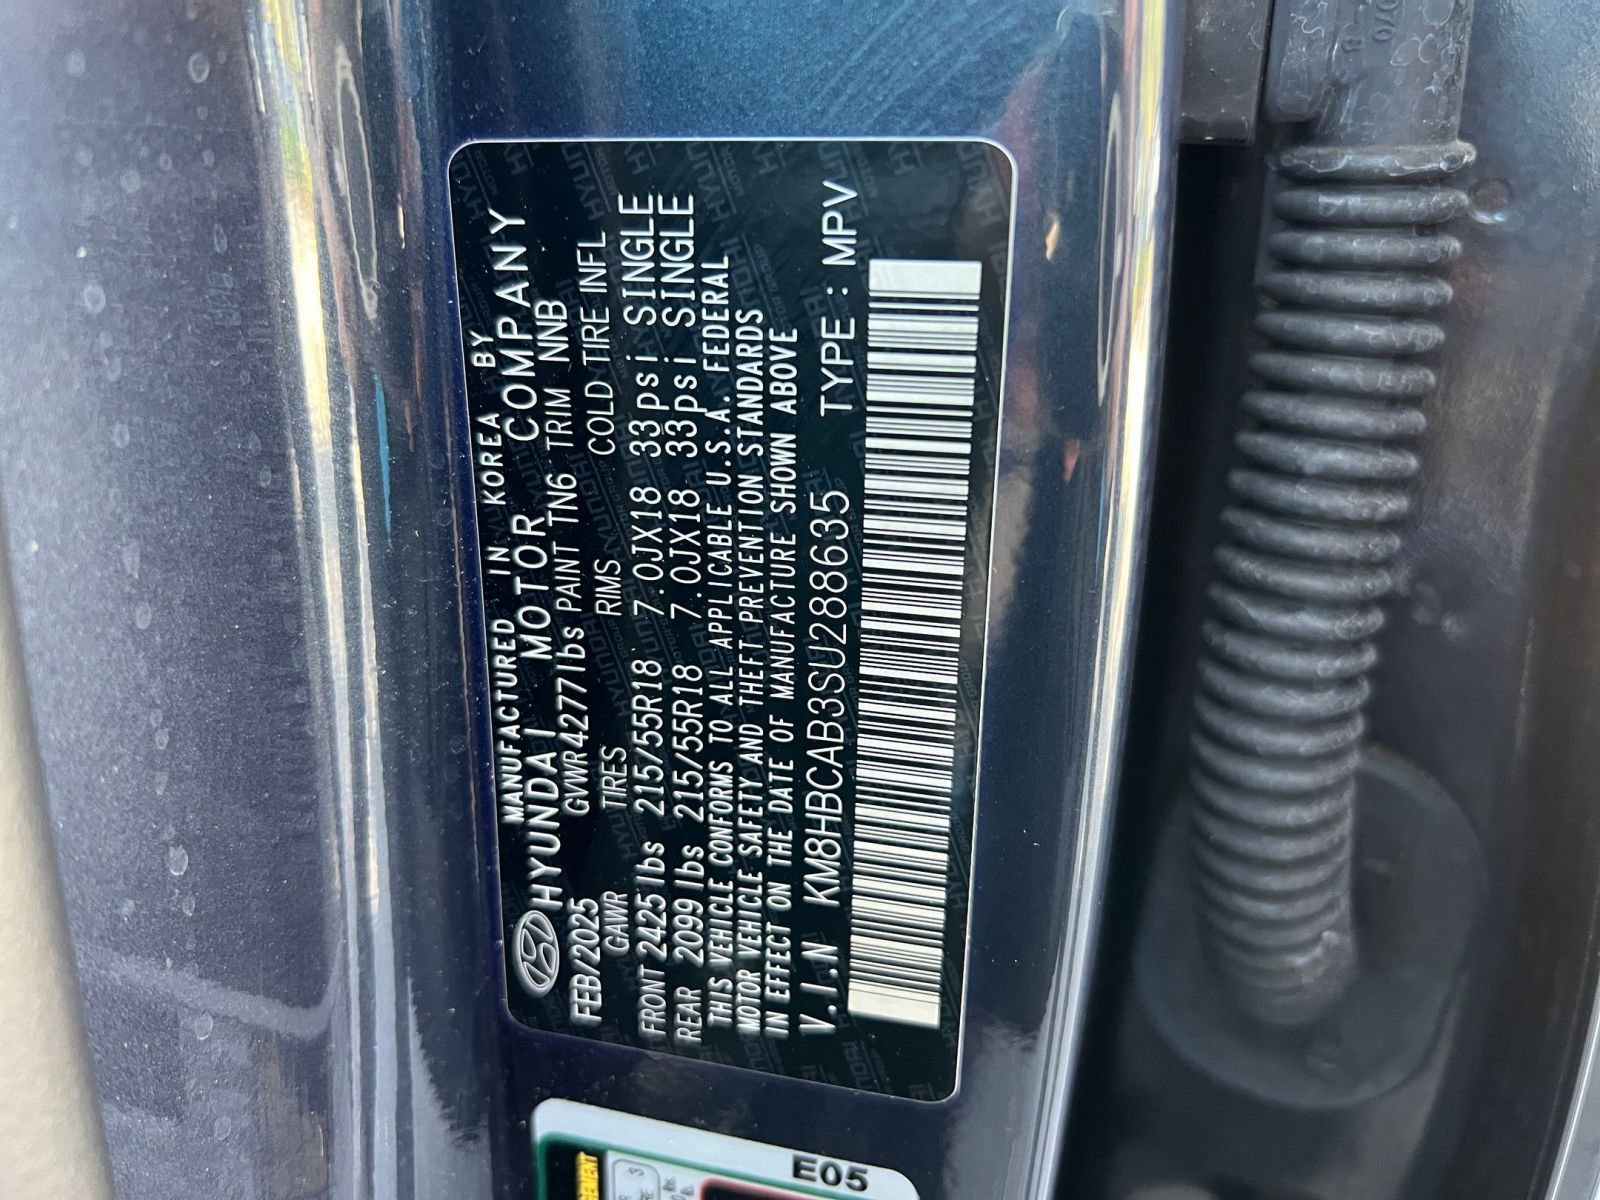 MANUFACTURED IN KOREA BY
HYUNDAI MOTOR COMPANY
FEB/2025 GVWR4277lbs PAINT TN6 TRIM NNB
GAWR TIRES RIMS COLD TIRE INFL
FRONT 2425lbs 215/55R18 7.0JX18 33psi SINGLE
REAR 2099lbs 215/55R18 7.0JX18 33psi SINGLE
THIS VEHICLE CONFORMS TO ALL APPLICABLE U.S.A. FEDERAL
MOTOR VEHICLE SAFETY AND THEFT PREVENTION STANDARDS
IN EFFECT ON THE DATE OF MANUFACTURE SHOWN ABOVE
V.I.N KM8HBCAB3SU288635 TYPE : MPV
E05